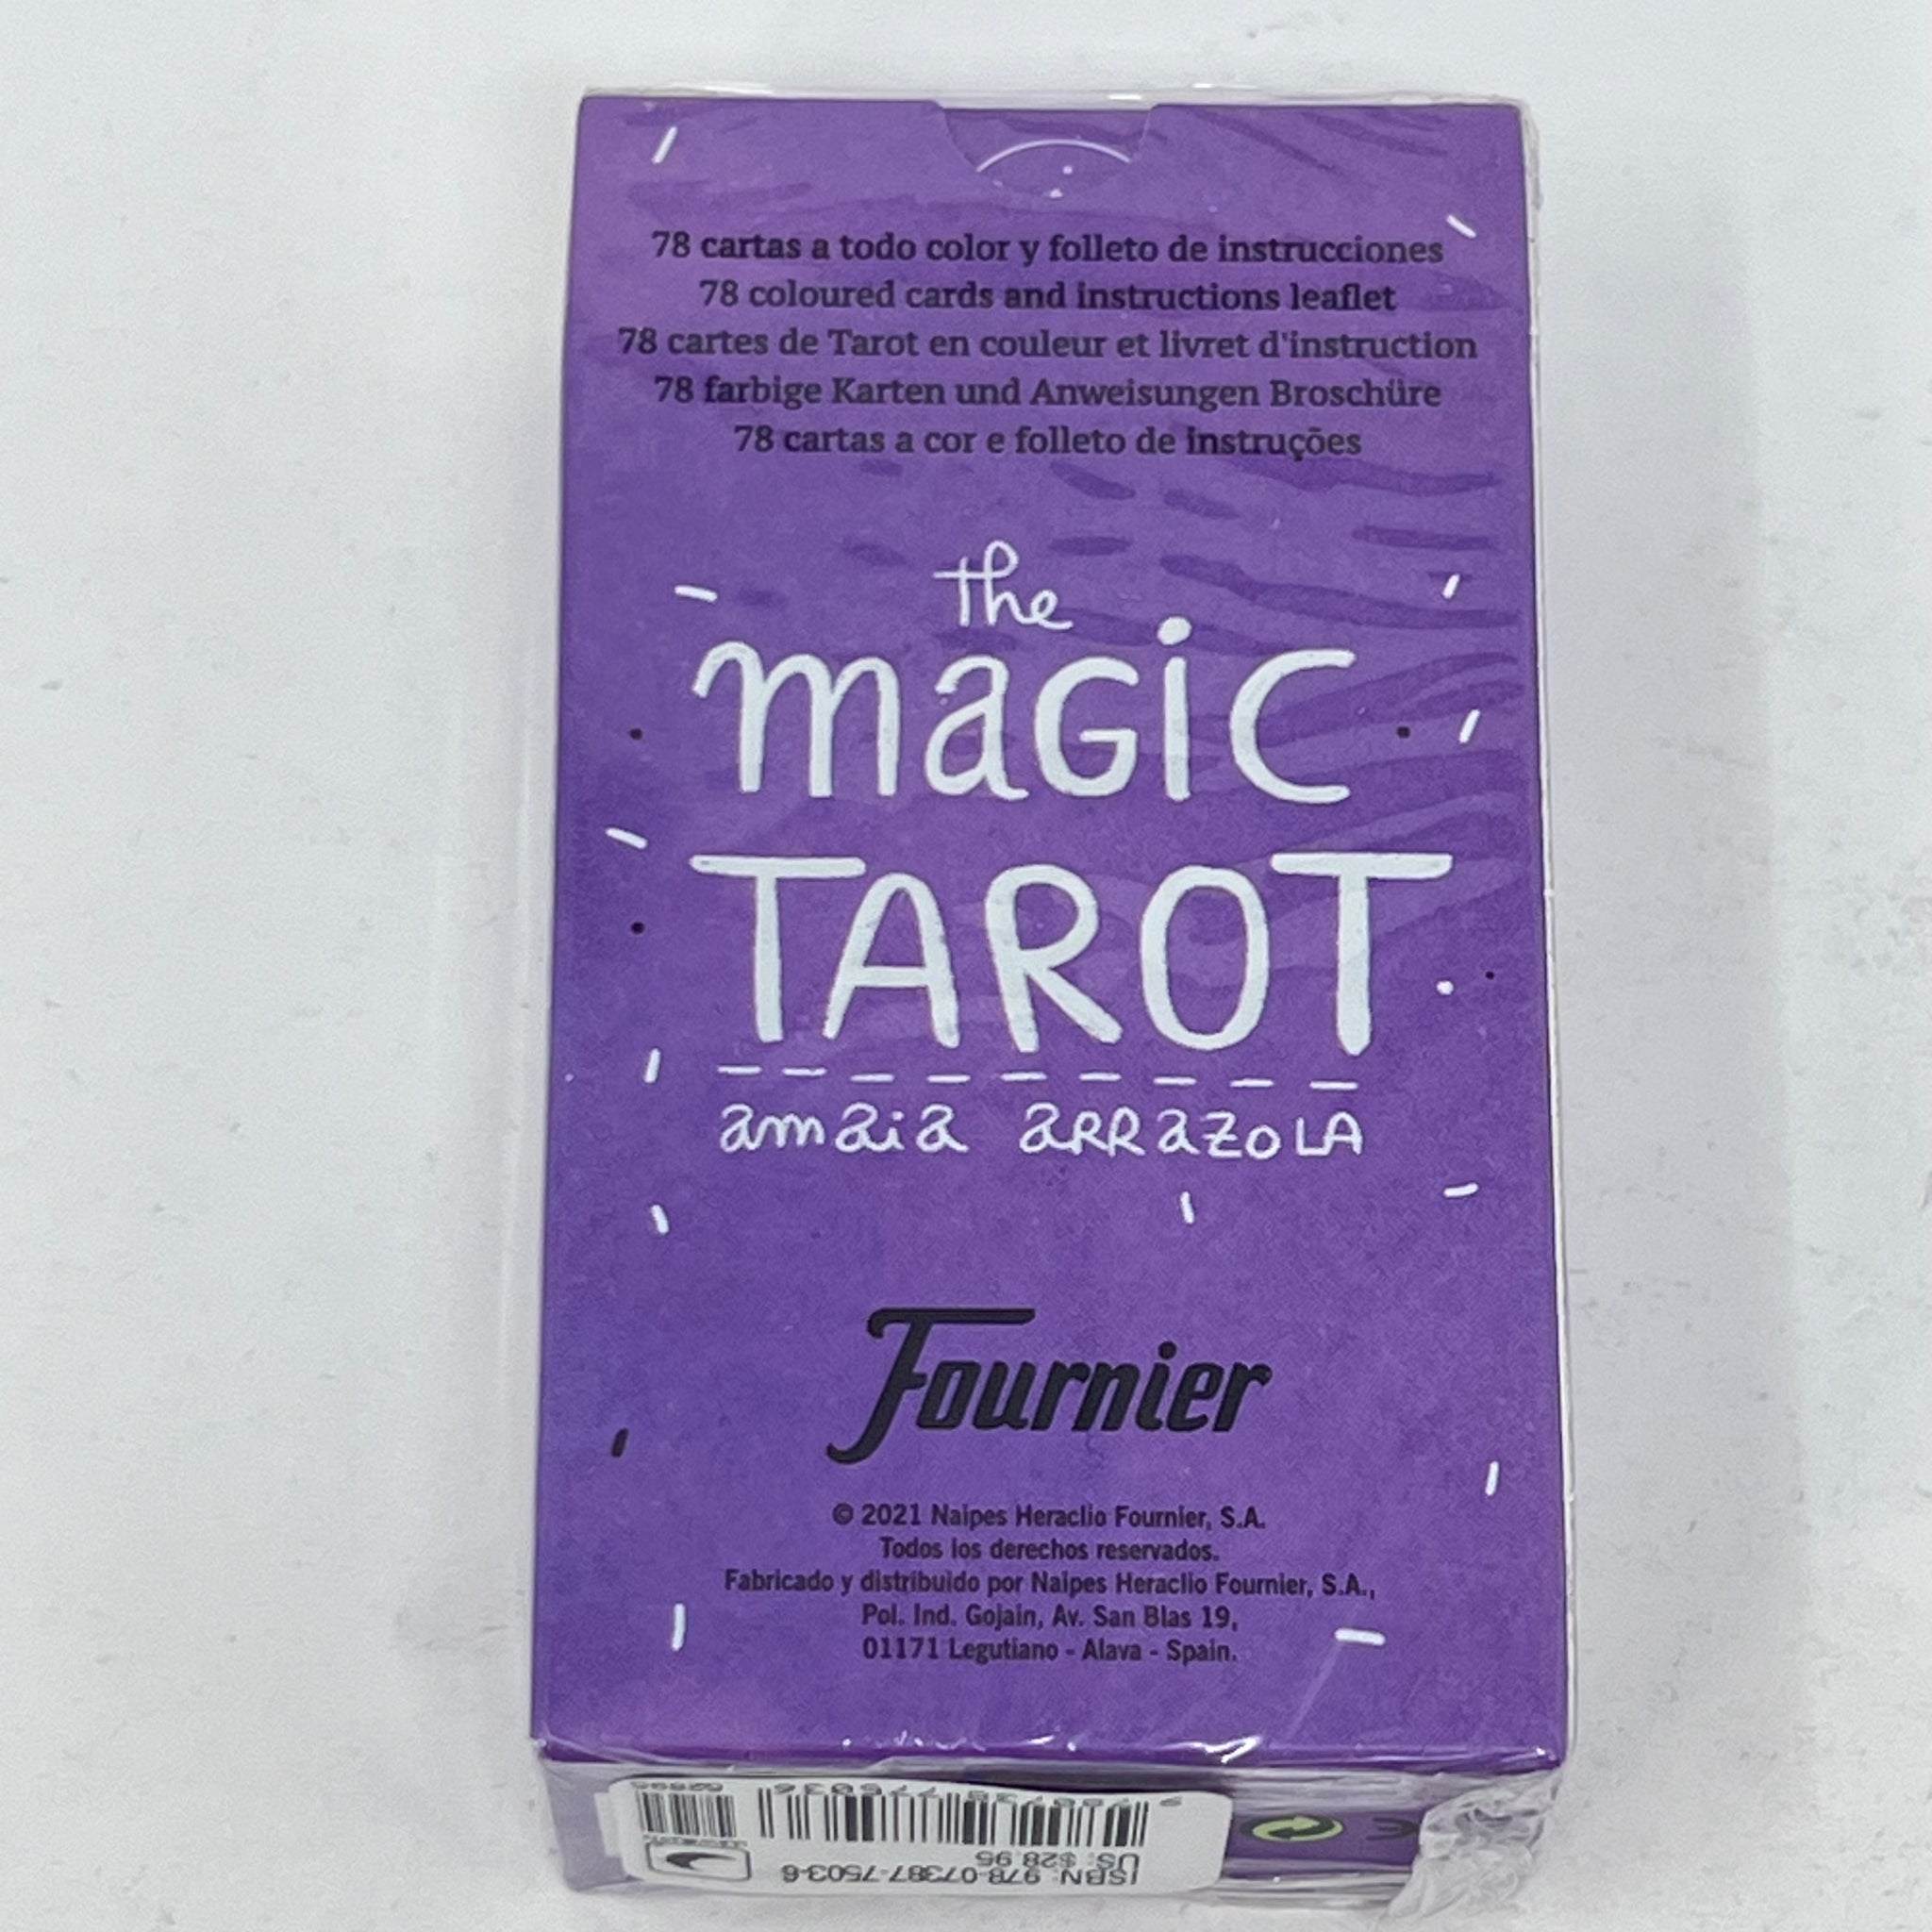 78 cartas a todo color y folleto de instrucciones
78 coloured cards and instructions leaflet
78 cartes de Tarot en couleur et livret d'instruction
78 farbige Karten und Anweisungen Broschüre
78 cartas a cor e folleto de instruções
the
maGiC
TAROT
amaia aRRazoLA
Fournier
© 2021 Naipes Heraclio Fournier, S.A.
Todos los derechos reservados.
Fabricado y distribuido por Naipes Heraclio Fournier, S.A.,
Pol. Ind. Gojain, Av. San Blas 19,
01171 Legutiano - Alava - Spain.
ISBN: 978-07387-7503-6
US: $28.95